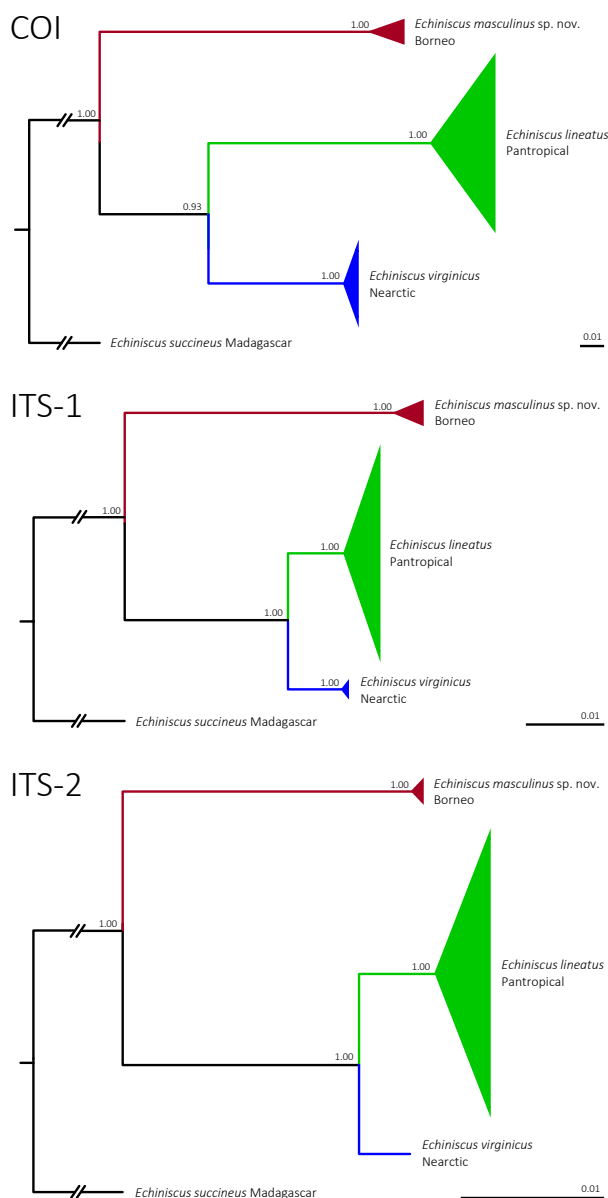 COI
1.00
Echiniscus masculinus sp. nov.
Borneo
1.00
1.00
Echiniscus lineatus
Pantropical
0.93
1.00
Echiniscus virginicus
Nearctic
0.01
Echiniscus succineus Madagascar
ITS-1
1.00
Echiniscus masculinus sp. nov.
Borneo
1.00
1.00
Echiniscus lineatus
Pantropical
1.00
1.00
Echiniscus virginicus
Nearctic
0.01
Echiniscus succineus Madagascar
ITS-2
1.00
Echiniscus masculinus sp. nov.
Borneo
1.00
1.00
Echiniscus lineatus
Pantropical
1.00
Echiniscus virginicus
Nearctic
0.01
Echiniscus succineus Madagascar